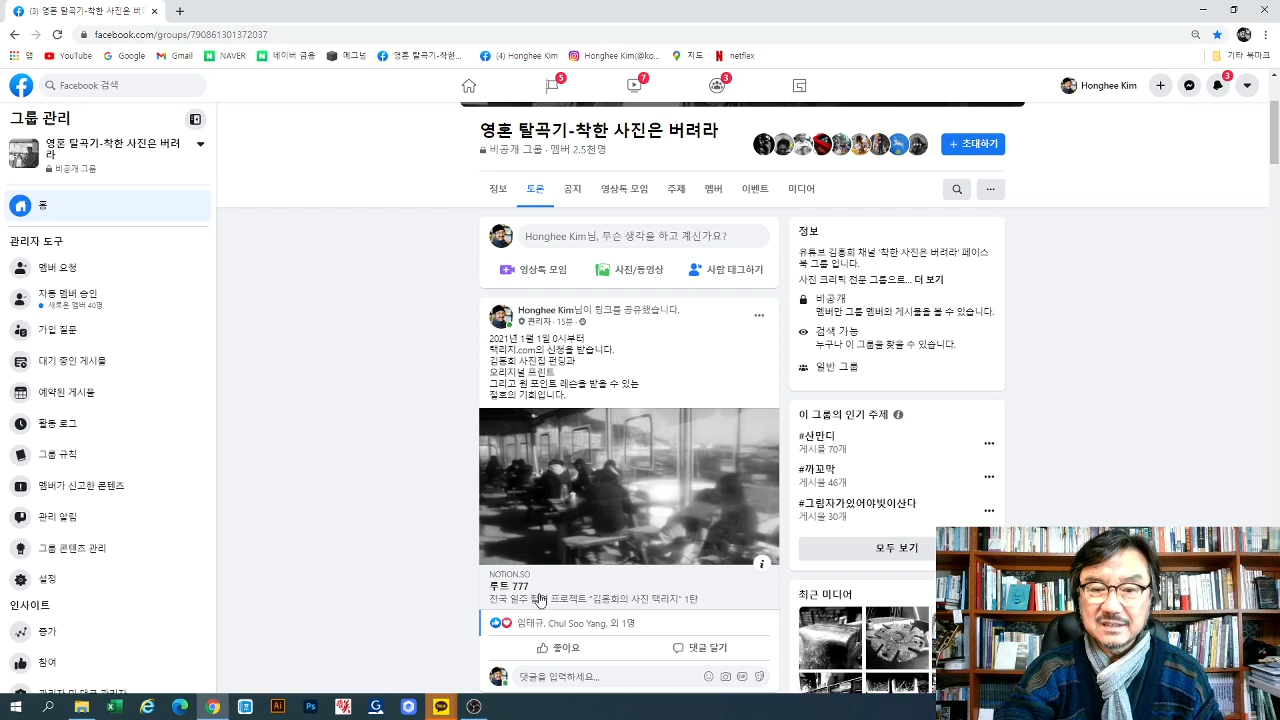 (3) 영혼 탈곡기-착한 사진은 버
facebook.com/groups/790861301372037
앱
YouTube
Google
Gmail
NAVER
네이버 금융
메그넘
영혼 탈곡기-착한...
(4) Honghee Kim
Honghee Kim(@ko...
지도
netflix
기타 북마크
Facebook 검색
5
7
3
Honghee Kim
3
그룹 관리
영혼 탈곡기-착한 사진은 버려
라
비공개 그룹
홈
관리자 도구
멤버 요청
자동 멤버 승인
새로운 멤버 40명
가입 질문
대기 중인 게시물
예약된 게시물
활동 로그
그룹 규칙
멤버가 신고한 콘텐츠
관리 알림
그룹 콘텐츠 관리
설정
인사이트
증가
참여
영혼 탈곡기-착한 사진은 버려라
비공개 그룹 · 멤버 2.5천명
+ 초대하기
정보
토론
공지
영상톡 모임
주제
멤버
이벤트
미디어
Honghee Kim님, 무슨 생각을 하고 계신가요?
영상톡 모임
사진/동영상
사람 태그하기
Honghee Kim님이 링크를 공유했습니다.
관리자 · 15분
2021년 1월 1일 0시부터
택리지.com의 신청을 받습니다.
김홍희 사진집 펀딩과
오리지널 프린트
그리고 원 포인트 레슨을 받을 수 있는
절호의 기회입니다.
NOTION.SO
루트 777
전국 일주 프로젝트 "김홍희의 사진 택리지" 1탄
임태규, Chul Soo Yang, 외 1명
좋아요
댓글 달기
댓글을 입력하세요...
GIF
정보
유튜브 김홍희 채널 '착한 사진은 버려라' 페이스
북 그룹 입니다.
사진 크리틱 전문 그룹으로... 더 보기
비공개
멤버만 그룹 멤버와 게시물을 볼 수 있습니다.
검색 가능
누구나 이 그룹을 찾을 수 있습니다.
일반 그룹
이 그룹의 인기 주제
#산만디
게시물 70개
#까꼬막
게시물 46개
#그림자가있어야빛이산다
게시물 30개
모두 보기
최근 미디어
TALK
Ai
Ps